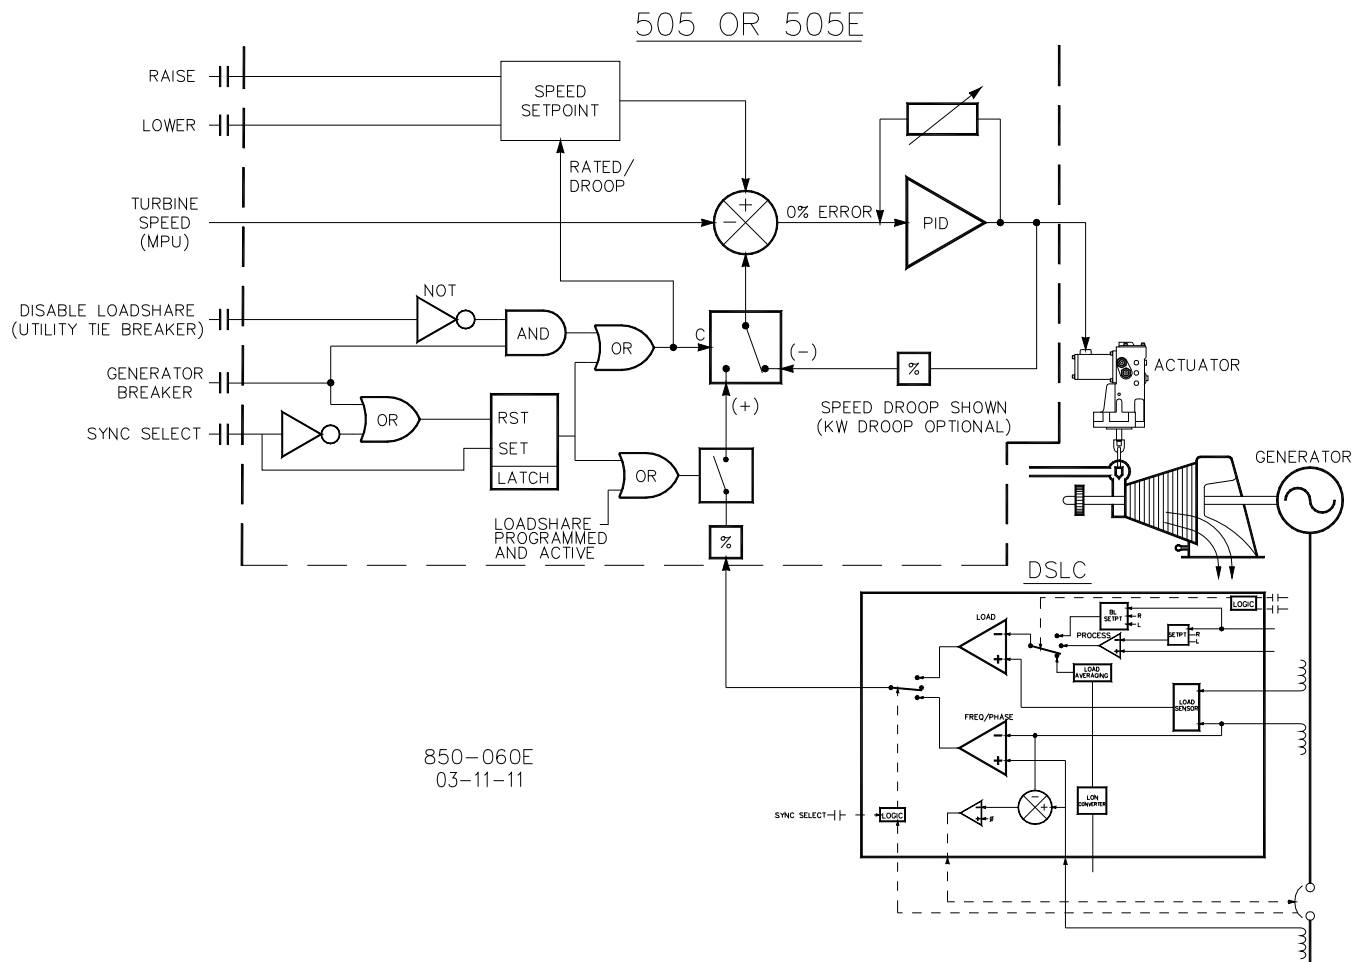 505 OR 505E
RAISE
LOWER
SPEED
SETPOINT
RATED/
DROOP
TURBINE
SPEED
(MPU)
+
−
0% ERROR
PID
NOT
DISABLE LOADSHARE
(UTILITY TIE BREAKER)
AND
OR
C
(−)
%
ACTUATOR
GENERATOR
BREAKER
(+)
SPEED DROOP SHOWN
(KW DROOP OPTIONAL)
SYNC SELECT
OR
RST
SET
LATCH
OR
GENERATOR
LOADSHARE
PROGRAMMED
AND ACTIVE
%
DSLC
LOGIC
BL
SETPT
R
L
LOAD
−
+
PROCESS
−
+
SETPT
R
L
LOAD
AVERAGING
LOAD
SENSOR
FREQ/PHASE
−
+
850-060E
03-11-11
LON
CONVERTER
−
+
−
+ ø
SYNC SELECT
LOGIC